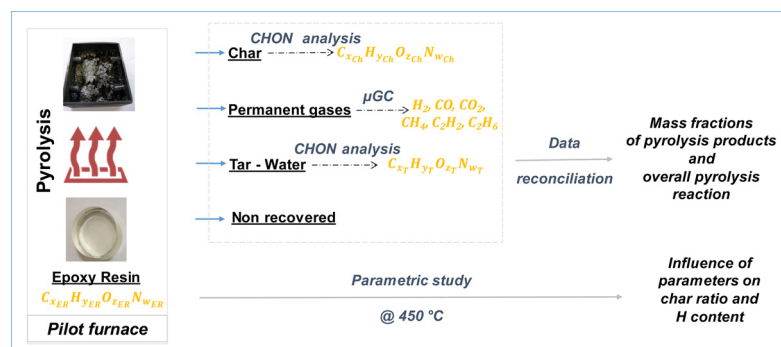 Pyrolysis
Epoxy Resin
C_{x_{ER}}H_{y_{ER}}O_{z_{ER}}N_{w_{ER}}
Pilot furnace
CHON analysis
Char
C_{x_{Ch}}H_{y_{Ch}}O_{z_{Ch}}N_{w_{Ch}}
µGC
Permanent gases
H₂, CO, CO₂,
CH₄, C₂H₂, C₂H₆
CHON analysis
Tar - Water
C_{x_T}H_{y_T}O_{z_T}N_{w_T}
Non recovered
Data
reconciliation
Mass fractions
of pyrolysis products
and
overall pyrolysis
reaction
Parametric study
@ 450 °C
Influence of
parameters on
char ratio and
H content